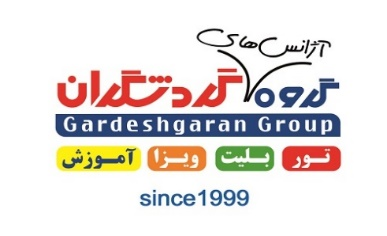 آژانس های
گروه گردشگران
Gardeshgaran Group
تور بلیت ویزا آموزش
since1999